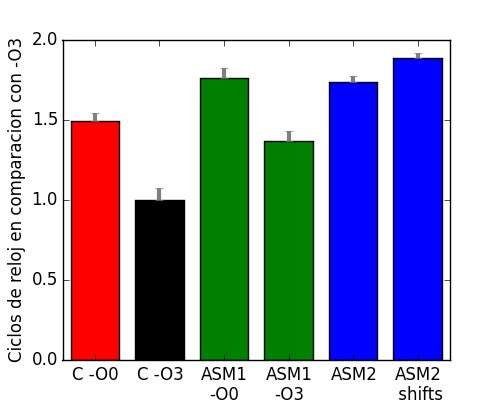 Ciclos de reloj en comparacion con -O3
2.0
1.5
1.0
0.5
0.0
C -O0
C -O3
ASM1
-O0
ASM1
-O3
ASM2
ASM2
shifts